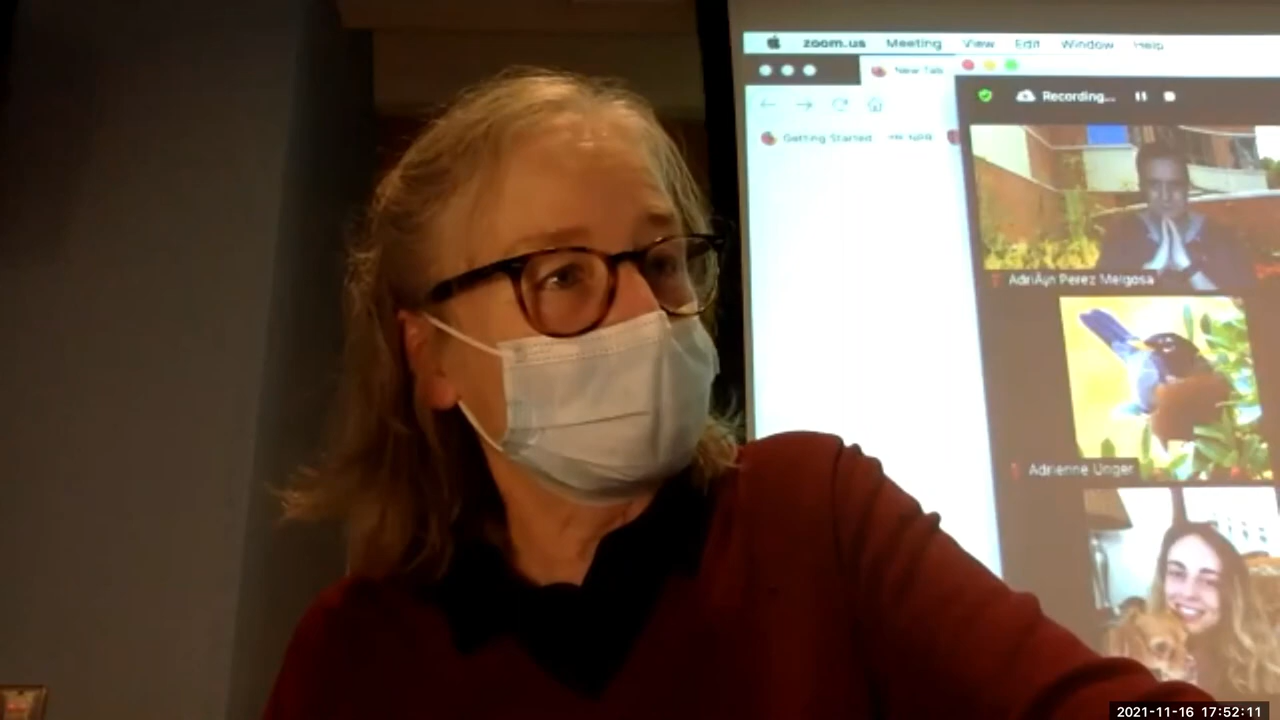 zoom.us Meeting View Edit Window Help
New Tab
Recording...
Getting Started NPR
AdriÃ¡n Perez Melgosa
Adrienne Unger
2021-11-16 17:52:11